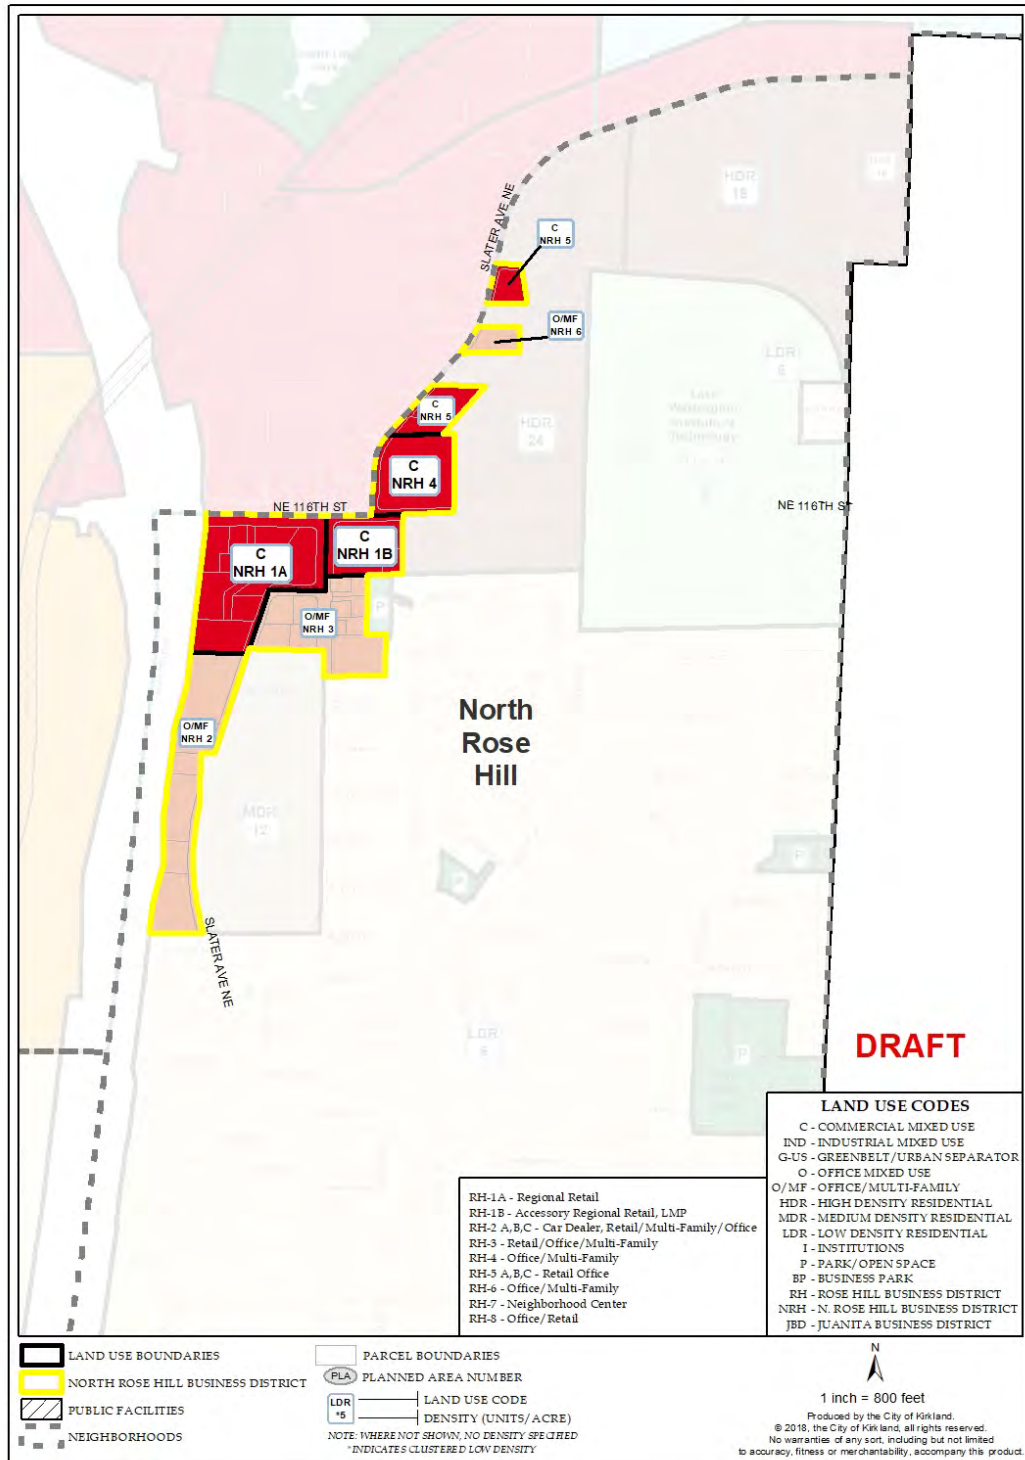 HDR
18
SLATER AVE NE
C
NRH 5
O/MF
NRH 6
LDR
C
NRH 5
HDR
24
Lake
Washington
Institute of
Technology
C
NRH 4
NE 116TH ST
NE 116TH ST
C
NRH 1A
C
NRH 1B
P
O/MF
NRH 3
North
Rose
Hill
O/MF
NRH 2
MDR
12
P
P
SLATER AVE NE
LDR
P
DRAFT
LAND USE CODES
C - COMMERCIAL MIXED USE
IND - INDUSTRIAL MIXED USE
G-US - GREENBELT/URBAN SEPARATOR
O - OFFICE MIXED USE
O/MF - OFFICE/MULTI-FAMILY
HDR - HIGH DENSITY RESIDENTIAL
MDR - MEDIUM DENSITY RESIDENTIAL
LDR - LOW DENSITY RESIDENTIAL
I - INSTITUTIONS
P - PARK/OPEN SPACE
BP - BUSINESS PARK
RH - ROSE HILL BUSINESS DISTRICT
NRH - N. ROSE HILL BUSINESS DISTRICT
JBD - JUANITA BUSINESS DISTRICT
RH-1A - Regional Retail
RH-1B - Accessory Regional Retail, LMP
RH-2 A,B,C - Car Dealer, Retail/Multi-Family/Office
RH-3 - Retail/Office/Multi-Family
RH-4 - Office/Multi-Family
RH-5 A,B,C - Retail Office
RH-6 - Office/Multi-Family
RH-7 - Neighborhood Center
RH-8 - Office/Retail
LAND USE BOUNDARIES
NORTH ROSE HILL BUSINESS DISTRICT
PUBLIC FACILITIES
NEIGHBORHOODS
PARCEL BOUNDARIES
PLA PLANNED AREA NUMBER
LDR
*5
LAND USE CODE
DENSITY (UNITS/ACRE)
NOTE: WHERE NOT SHOWN, NO DENSITY SPECIFIED
*INDICATES CLUSTERED LOW DENSITY
N
1 inch = 800 feet
Produced by the City of Kirkland.
© 2018, the City of Kirkland, all rights reserved.
No warranties of any sort, including but not limited
to accuracy, fitness or merchantability, accompany this product.